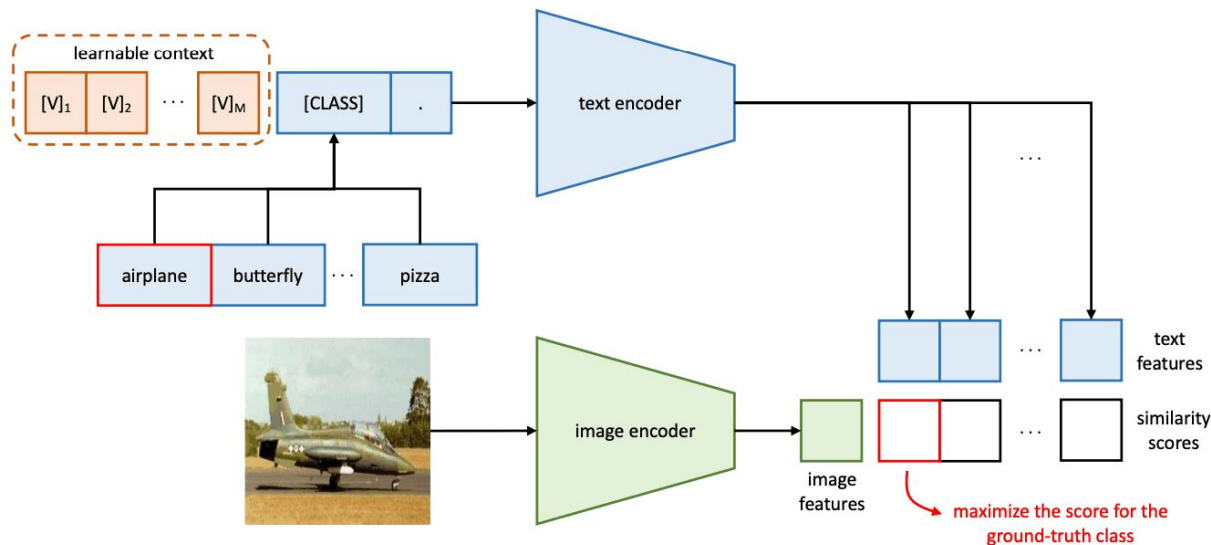 learnable context
[V]₁ [V]₂ ... [V]M [CLASS] .
text encoder
...
airplane butterfly ... pizza
... text
features
image encoder
... similarity
scores
image
features
maximize the score for the
ground-truth class